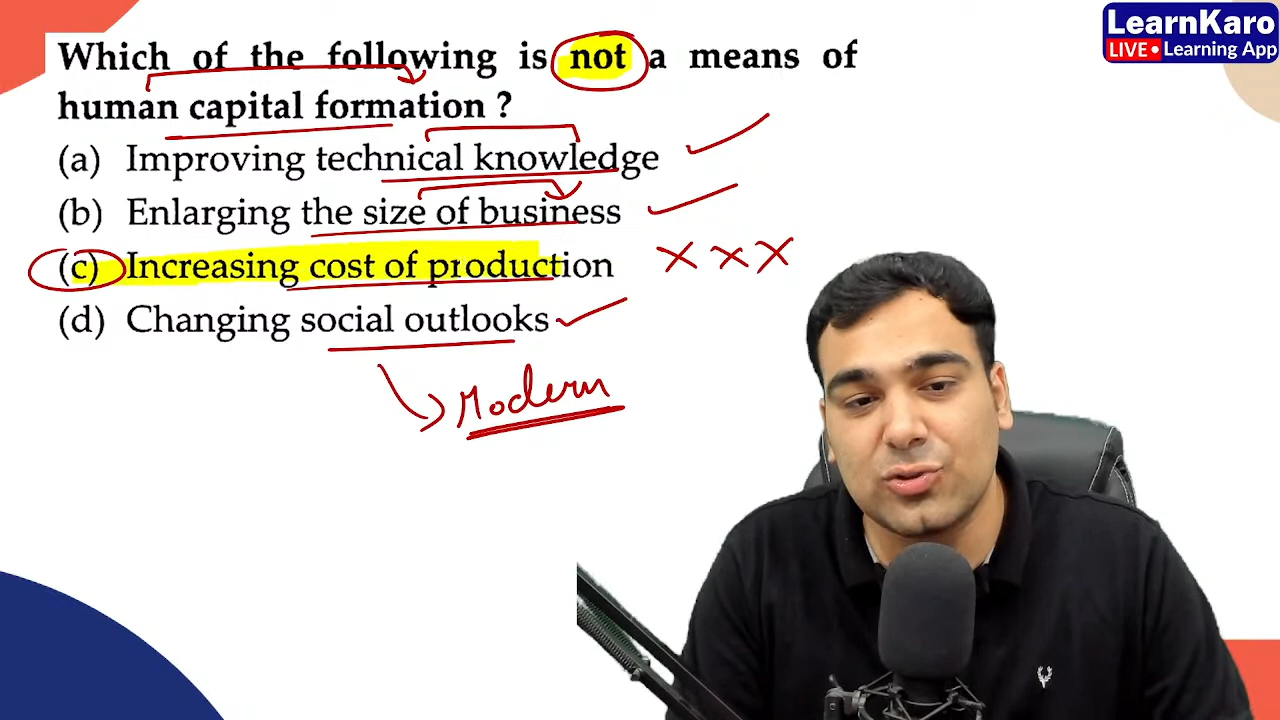 LearnKaro
LIVE • Learning App
Which of the following is not a means of
human capital formation ?
(a) Improving technical knowledge
(b) Enlarging the size of business
(c) Increasing cost of production
(d) Changing social outlooks
Modern